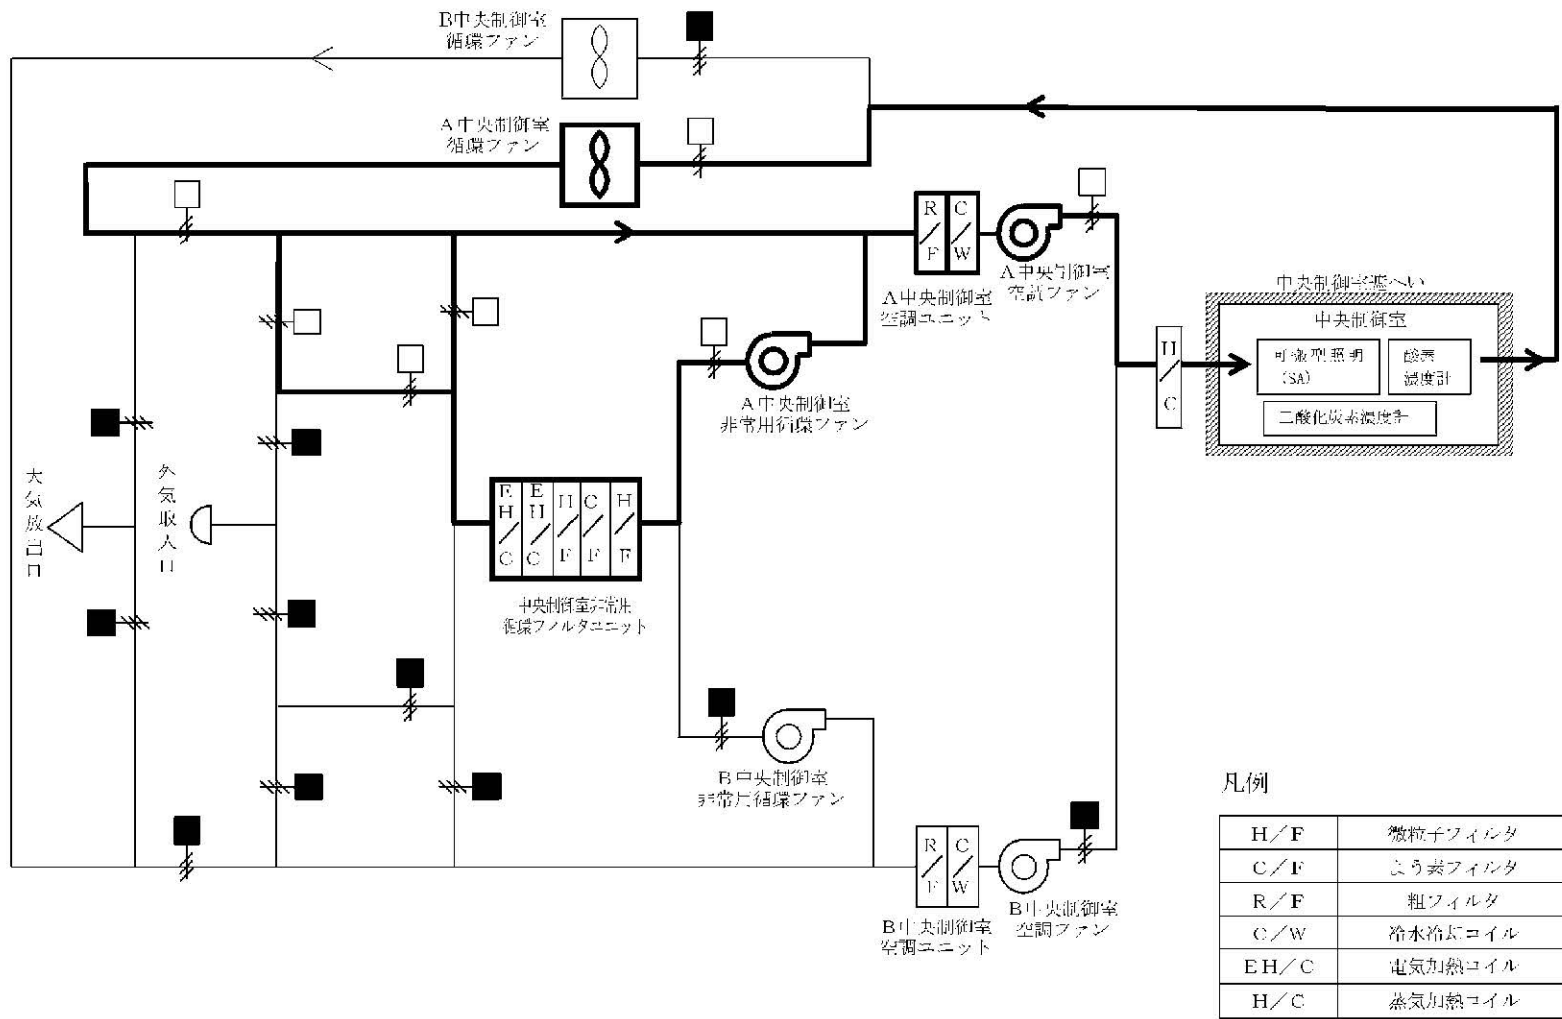 B中央制御室
循環ファン
A中央制御室
循環ファン
R/F
C/W
A中央制御室
空調ユニット
A中央制御室
空調ファン
中央制御室遮へい
中央制御室
可搬型照明
(SA)
酸素
濃度計
二酸化炭素濃度計
H/C
A中央制御室
非常用循環ファン
大気放出口
外気取入口
EH/C
EH/C
H/F
C/F
H/F
中央制御室非常用
循環フィルタユニット
B中央制御室
非常用循環ファン
R/F
C/W
B中央制御室
空調ユニット
B中央制御室
空調ファン
凡例
H/F 微粒子フィルタ
C/F よう素フィルタ
R/F 粗フィルタ
C/W 冷水冷却コイル
EH/C 電気加熱コイル
H/C 蒸気加熱コイル